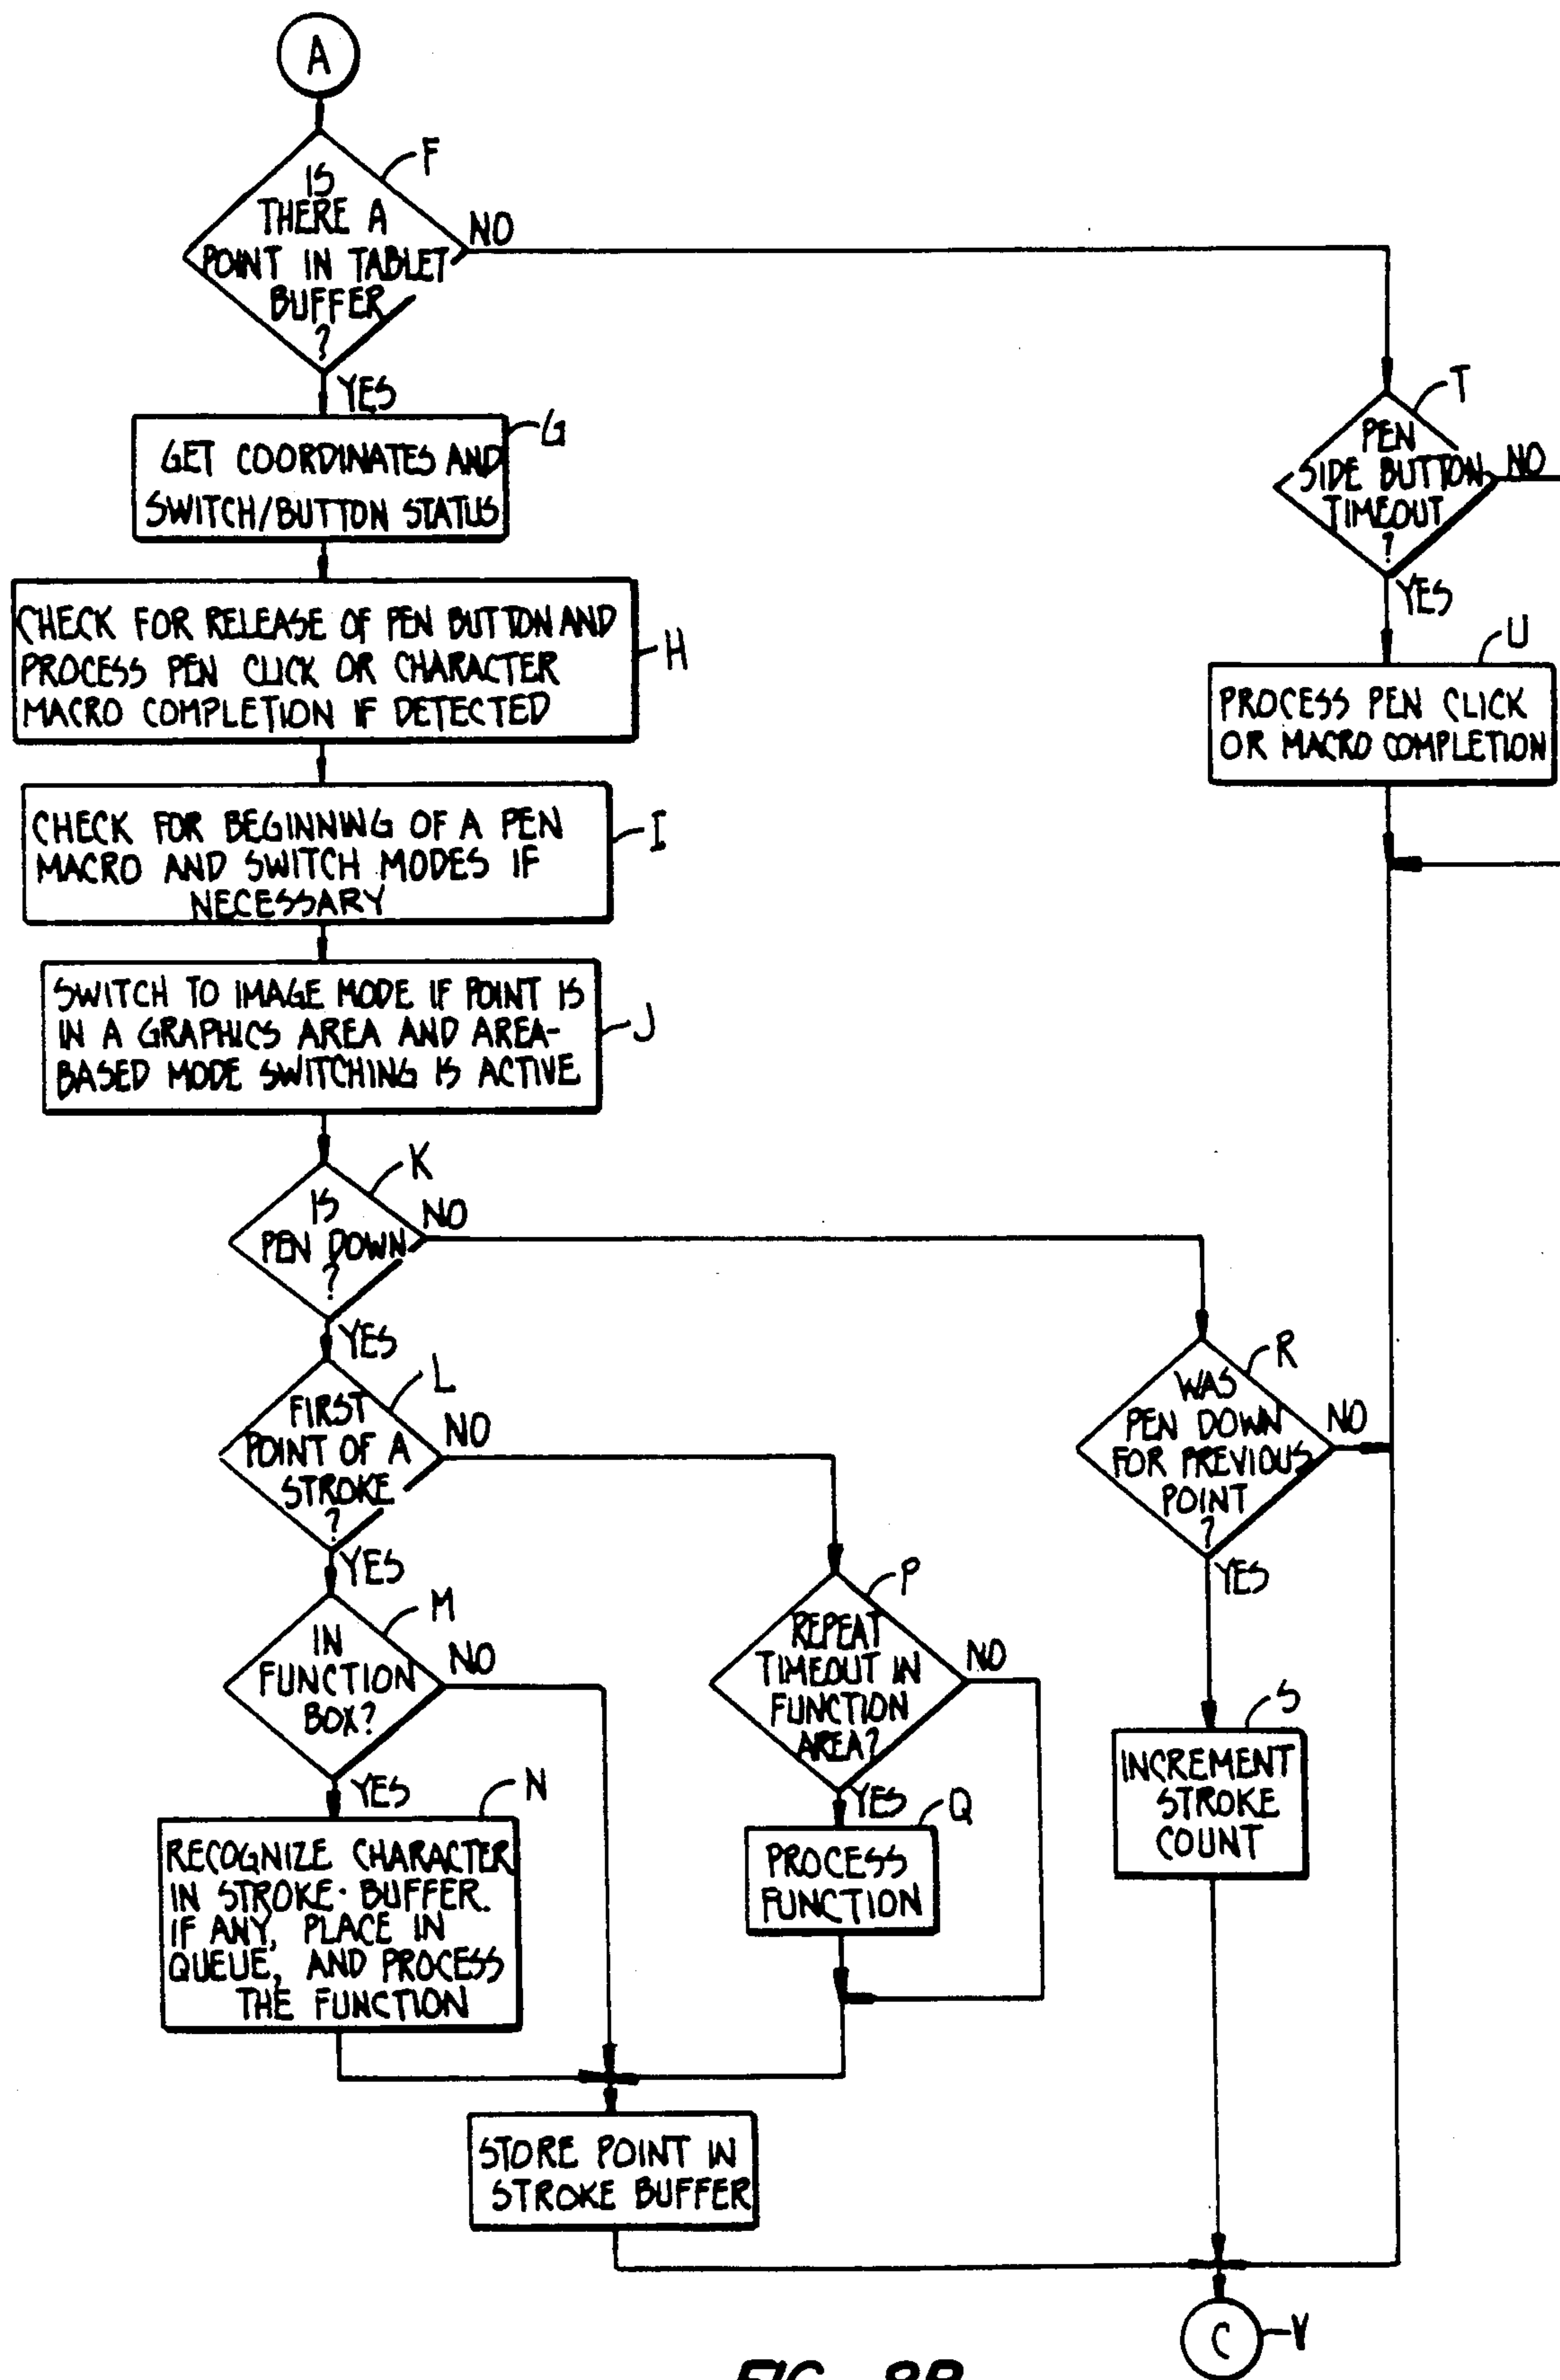 A
F
IS
THERE A
POINT IN TABLET
BUFFER
?
NO
YES
G
GET COORDINATES AND
SWITCH/BUTTON STATUS
T
PEN
SIDE BUTTON
TIMEOUT
?
NO
YES
H
CHECK FOR RELEASE OF PEN BUTTON AND
PROCESS PEN CLICK OR CHARACTER
MACRO COMPLETION IF DETECTED
U
PROCESS PEN CLICK
OR MACRO COMPLETION
I
CHECK FOR BEGINNING OF A PEN
MACRO AND SWITCH MODES IF
NECESSARY
J
SWITCH TO IMAGE MODE IF POINT IS
IN A GRAPHICS AREA AND AREA-
BASED MODE SWITCHING IS ACTIVE
K
IS
PEN DOWN
?
NO
YES
L
FIRST
POINT OF A
STROKE
?
NO
YES
R
WAS
PEN DOWN
FOR PREVIOUS
POINT
?
NO
YES
M
IN
FUNCTION
BOX?
NO
YES
P
REPEAT
TIMEOUT IN
FUNCTION
AREA?
NO
YES
S
INCREMENT
STROKE
COUNT
N
RECOGNIZE CHARACTER
IN STROKE· BUFFER.
IF ANY, PLACE IN
QUEUE, AND PROCESS
THE FUNCTION
Q
PROCESS
FUNCTION
STORE POINT IN
STROKE BUFFER
C
V
FIG. 8B